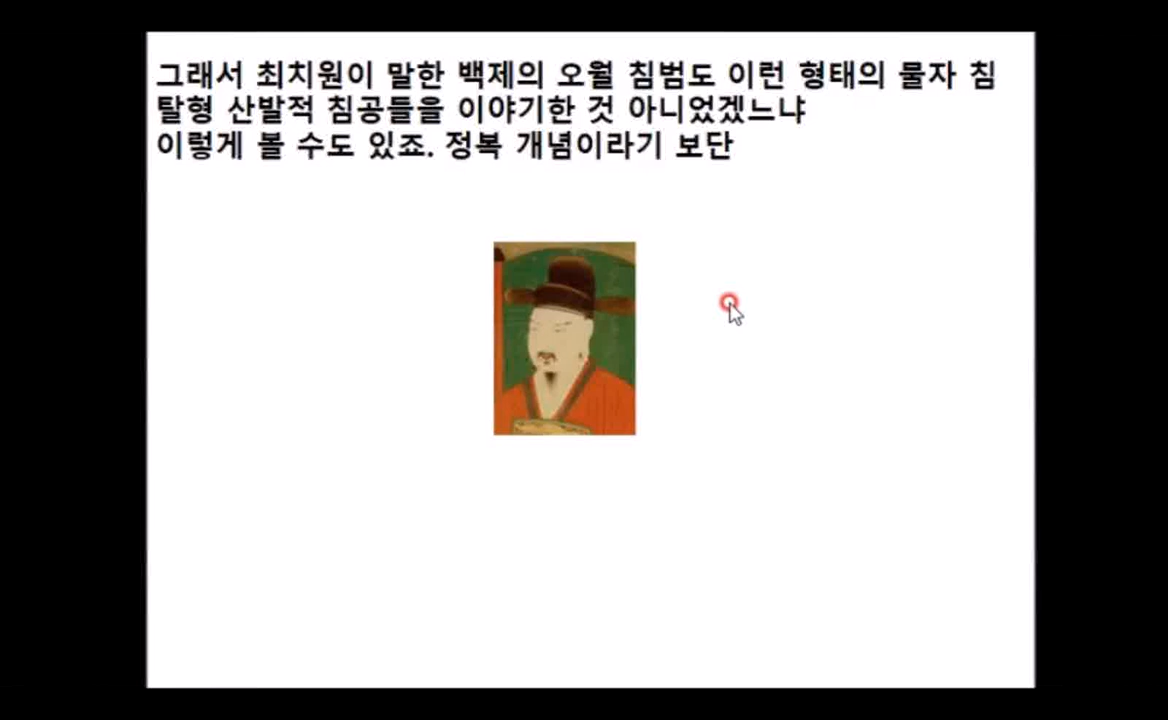 그래서 최치원이 말한 백제의 오월 침범도 이런 형태의 물자 침
탈형 산발적 침공들을 이야기한 것 아니었겠느냐
이렇게 볼 수도 있죠. 정복 개념이라기 보단